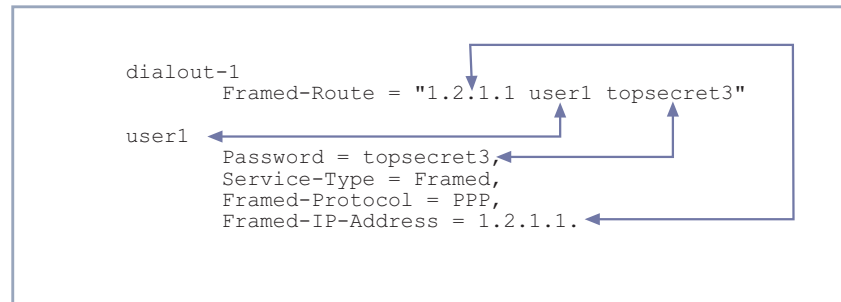 dialout-1
Framed-Route = "1.2.1.1 user1 topsecret3"
user1
Password = topsecret3,
Service-Type = Framed,
Framed-Protocol = PPP,
Framed-IP-Address = 1.2.1.1.